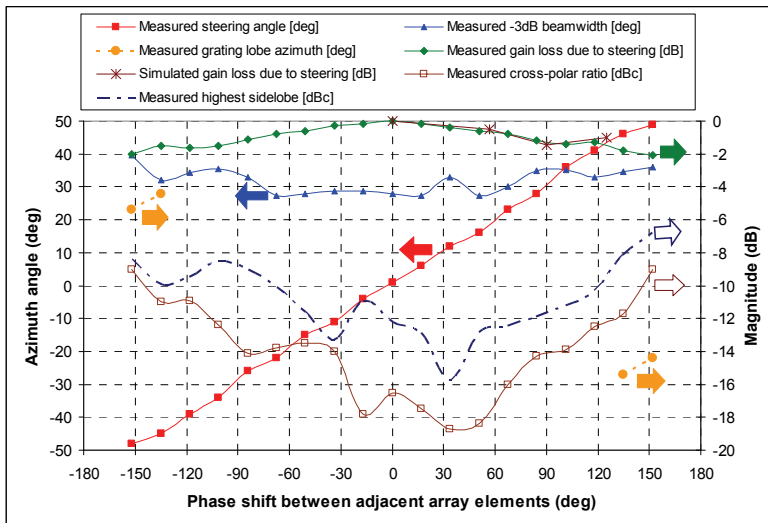 Measured steering angle [deg]
Measured -3dB beamwidth [deg]
Measured grating lobe azimuth [deg]
Measured gain loss due to steering [dB]
Simulated gain loss due to steering [dB]
Measured cross-polar ratio [dBc]
Measured highest sidelobe [dBc]
50
40
30
20
10
0
-10
-20
-30
-40
-50
Azimuth angle (deg)
0
-2
-4
-6
-8
-10
-12
-14
-16
-18
-20
Magnitude (dB)
-180 -150 -120 -90 -60 -30 0 30 60 90 120 150 180
Phase shift between adjacent array elements (deg)